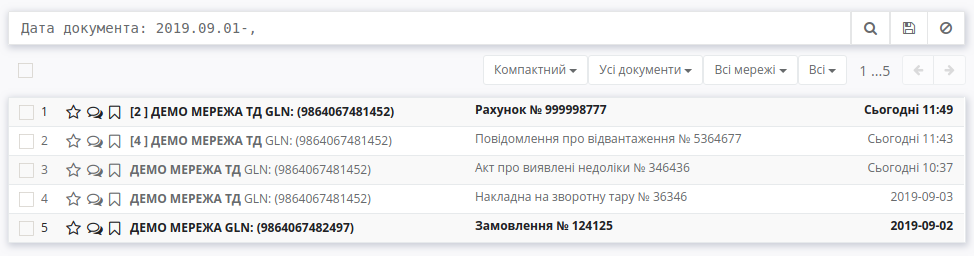 Дата документа: 2019.09.01-,
Компактний Усі документи Всі мережі Всі 1 ...5
1 [2 ] ДЕМО МЕРЕЖА ТД GLN: (9864067481452) Рахунок № 999998777 Сьогодні 11:49
2 [4 ] ДЕМО МЕРЕЖА ТД GLN: (9864067481452) Повідомлення про відвантаження № 5364677 Сьогодні 11:43
3 ДЕМО МЕРЕЖА ТД GLN: (9864067481452) Акт про виявлені недоліки № 346436 Сьогодні 10:37
4 ДЕМО МЕРЕЖА ТД GLN: (9864067481452) Накладна на зворотну тару № 36346 2019-09-03
5 ДЕМО МЕРЕЖА GLN: (9864067482497) Замовлення № 124125 2019-09-02